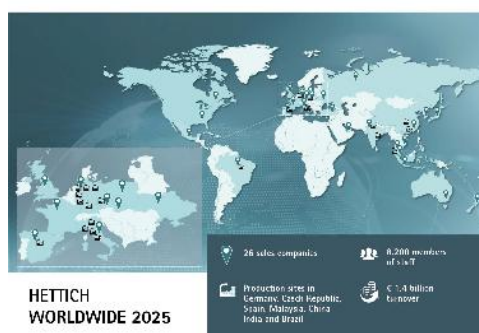 26 sales companies
8.200 members
of staff
Production sites in
Germany, Czech Republic,
Spain, Malaysia, China
India and Brazil
€ 1.4 billion
turnover
HETTICH
WORLDWIDE 2025